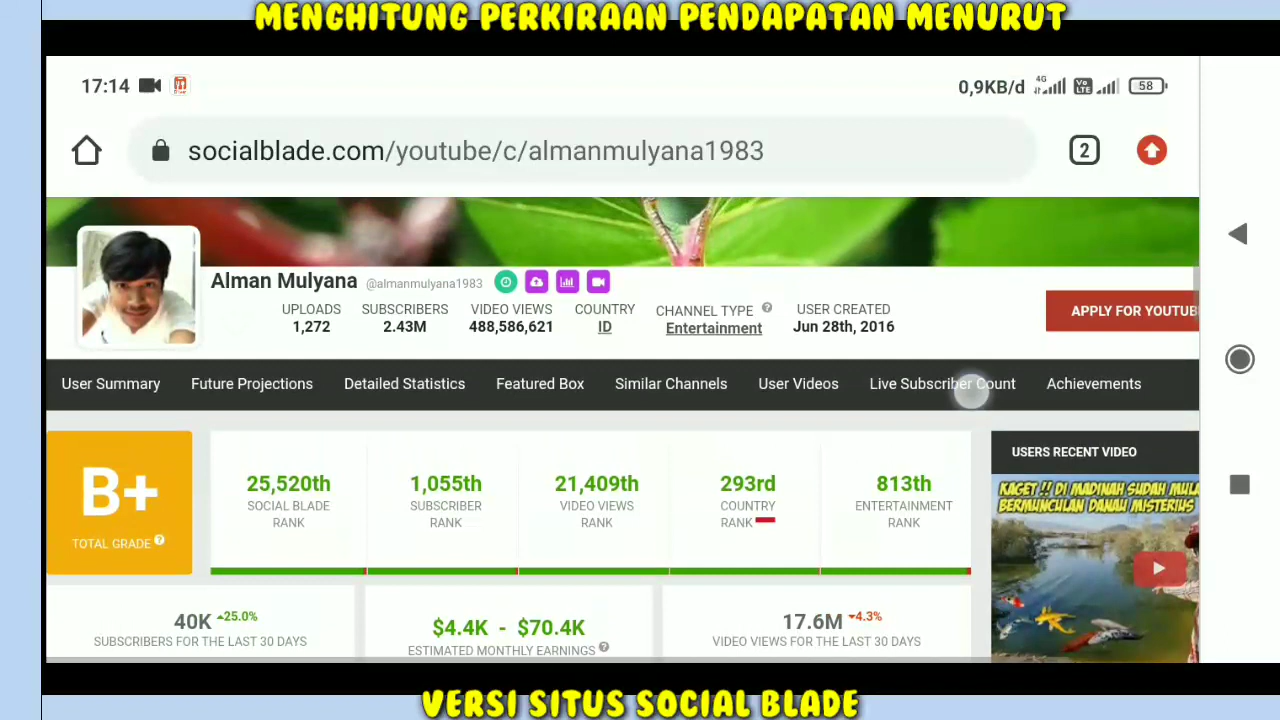 MENGHITUNG PERKIRAAN PENDAPATAN MENURUT
17:14
0,9KB/d 4G Vo LTE 58
socialblade.com/youtube/c/almanmulyana1983
2
Alman Mulyana @almanmulyana1983
UPLOADS SUBSCRIBERS VIDEO VIEWS COUNTRY CHANNEL TYPE ? USER CREATED
1,272 2.43M 488,586,621 ID Entertainment Jun 28th, 2016
APPLY FOR YOUTUB
User Summary Future Projections Detailed Statistics Featured Box Similar Channels User Videos Live Subscriber Count Achievements
B+
TOTAL GRADE ?
25,520th 1,055th 21,409th 293rd 813th
SOCIAL BLADE SUBSCRIBER VIDEO VIEWS COUNTRY ENTERTAINMENT
RANK RANK RANK RANK RANK
USERS RECENT VIDEO
KAGET !! DI MADINAH SUDAH MULA
BERMUNCULAN DANAU MISTERIUS
40K 25.0%
SUBSCRIBERS FOR THE LAST 30 DAYS
$4.4K - $70.4K
ESTIMATED MONTHLY EARNINGS ?
17.6M 4.3%
VIDEO VIEWS FOR THE LAST 30 DAYS
VERSI SITUS SOCIAL BLADE